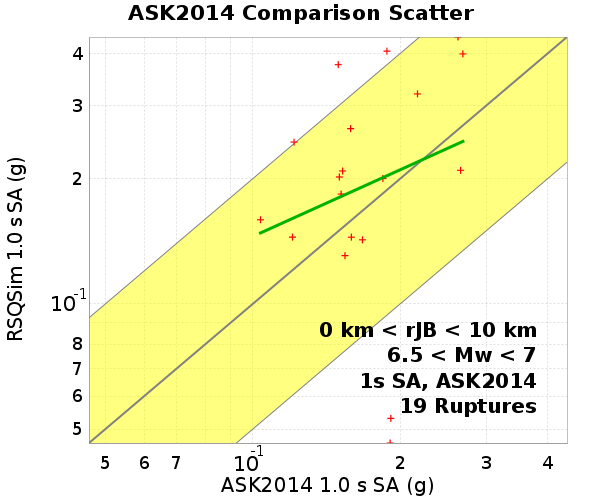 ASK2014 Comparison Scatter
RSQSim 1.0 s SA (g)
4
3
2
10⁻¹
8
7
6
5
0 km < rJB < 10 km
6.5 < Mw < 7
1s SA, ASK2014
19 Ruptures
5 6 7 10⁻¹ 2 3 4
ASK2014 1.0 s SA (g)